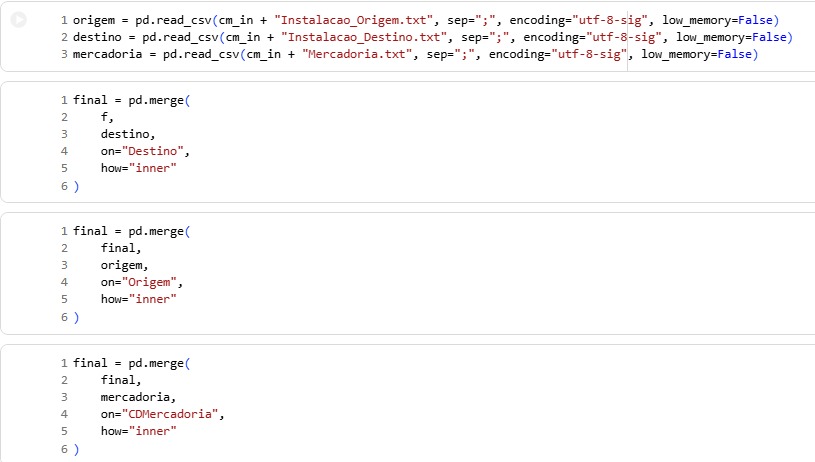 1 origem = pd.read_csv(cm_in + "Instalacao_Origem.txt", sep=";", encoding="utf-8-sig", low_memory=False)
2 destino = pd.read_csv(cm_in + "Instalacao_Destino.txt", sep=";", encoding="utf-8-sig", low_memory=False)
3 mercadoria = pd.read_csv(cm_in + "Mercadoria.txt", sep=";", encoding="utf-8-sig", low_memory=False)
1 final = pd.merge(
2     f,
3     destino,
4     on="Destino",
5     how="inner"
6 )
1 final = pd.merge(
2     final,
3     origem,
4     on="Origem",
5     how="inner"
6 )
1 final = pd.merge(
2     final,
3     mercadoria,
4     on="CDMercadoria",
5     how="inner"
6 )